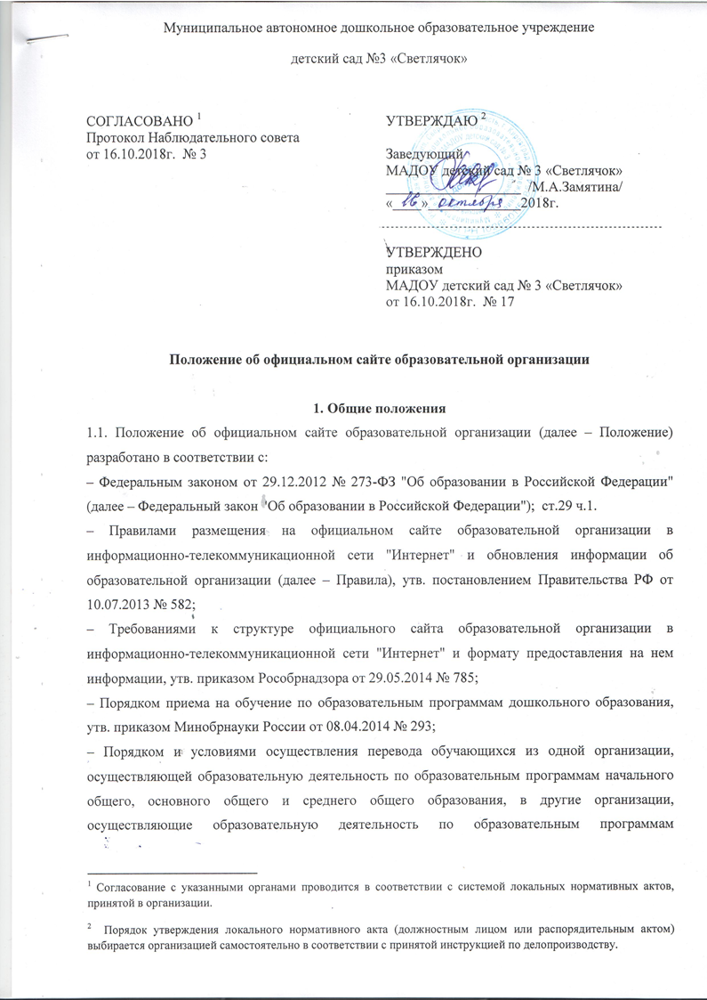 Муниципальное автономное дошкольное образовательное учреждение
детский сад №3 «Светлячок»
СОГЛАСОВАНО 1
Протокол Наблюдательного совета
от 16.10.2018г. № 3
УТВЕРЖДАЮ 2
Заведующий
МАДОУ детский сад № 3 «Светлячок»
/М.А.Замятина/
« 16 » октября 2018г.
УТВЕРЖДЕНО
приказом
МАДОУ детский сад № 3 «Светлячок»
от 16.10.2018г. № 17
Положение об официальном сайте образовательной организации
1. Общие положения
1.1. Положение об официальном сайте образовательной организации (далее – Положение)
разработано в соответствии с:
– Федеральным законом от 29.12.2012 № 273-ФЗ "Об образовании в Российской Федерации"
(далее – Федеральный закон "Об образовании в Российской Федерации"); ст.29 ч.1.
– Правилами размещения на официальном сайте образовательной организации в
информационно-телекоммуникационной сети "Интернет" и обновления информации об
образовательной организации (далее – Правила), утв. постановлением Правительства РФ от
10.07.2013 № 582;
– Требованиями к структуре официального сайта образовательной организации в
информационно-телекоммуникационной сети "Интернет" и формату предоставления на нем
информации, утв. приказом Рособрнадзора от 29.05.2014 № 785;
– Порядком приема на обучение по образовательным программам дошкольного образования,
утв. приказом Минобрнауки России от 08.04.2014 № 293;
– Порядком и условиями осуществления перевода обучающихся из одной организации,
осуществляющей образовательную деятельность по образовательным программам начального
общего, основного общего и среднего общего образования, в другие организации,
осуществляющие образовательную деятельность по образовательным программам
1 Согласование с указанными органами проводится в соответствии с системой локальных нормативных актов,
принятой в организации.
2 Порядок утверждения локального нормативного акта (должностным лицом или распорядительным актом)
выбирается организацией самостоятельно в соответствии с принятой инструкцией по делопроизводству.